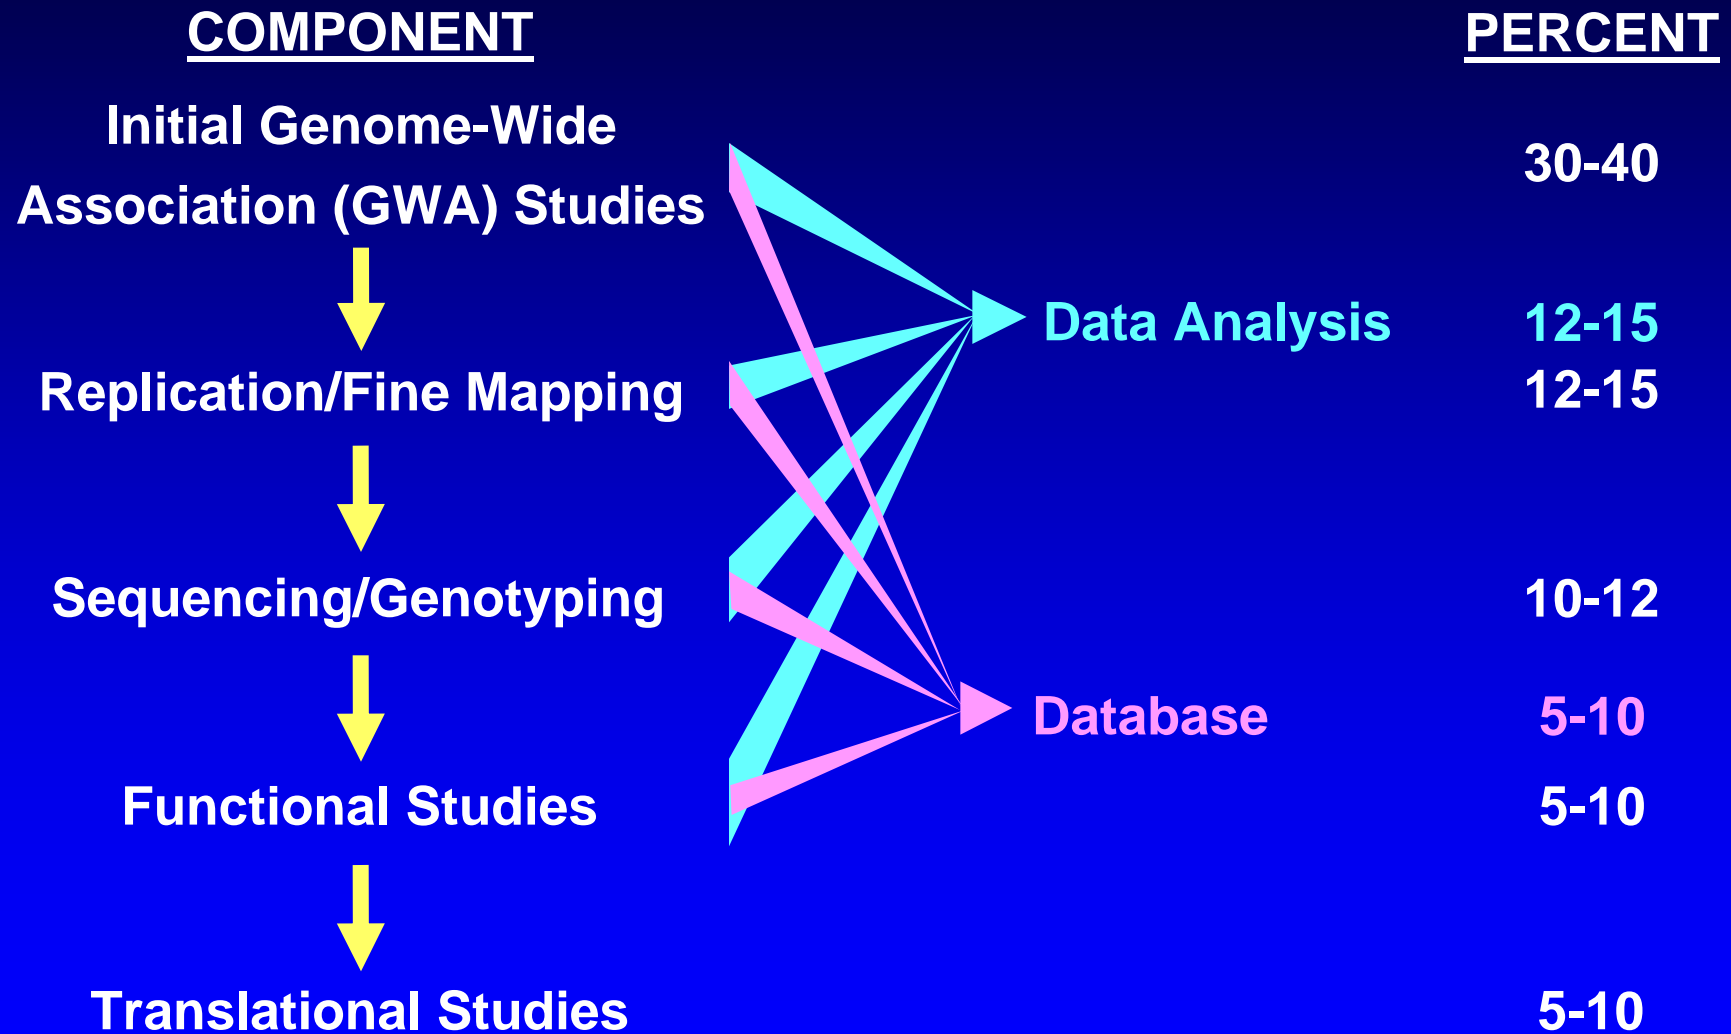 COMPONENT PERCENT
Initial Genome-Wide
Association (GWA) Studies
30-40
Data Analysis 12-15
Replication/Fine Mapping 12-15
Sequencing/Genotyping 10-12
Database 5-10
Functional Studies 5-10
Translational Studies 5-10